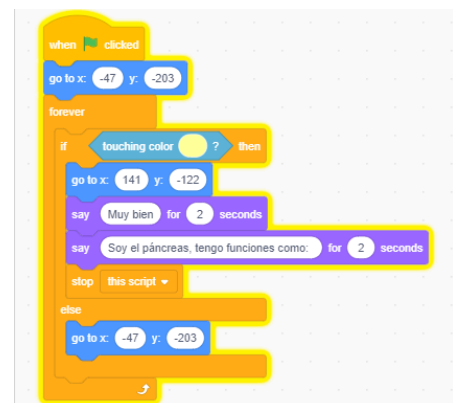 when clicked
go to x: -47 y: -203
forever
if touching color ? then
go to x: 141 y: -122
say Muy bien for 2 seconds
say Soy el páncreas, tengo funciones como: for 2 seconds
stop this script
else
go to x: -47 y: -203